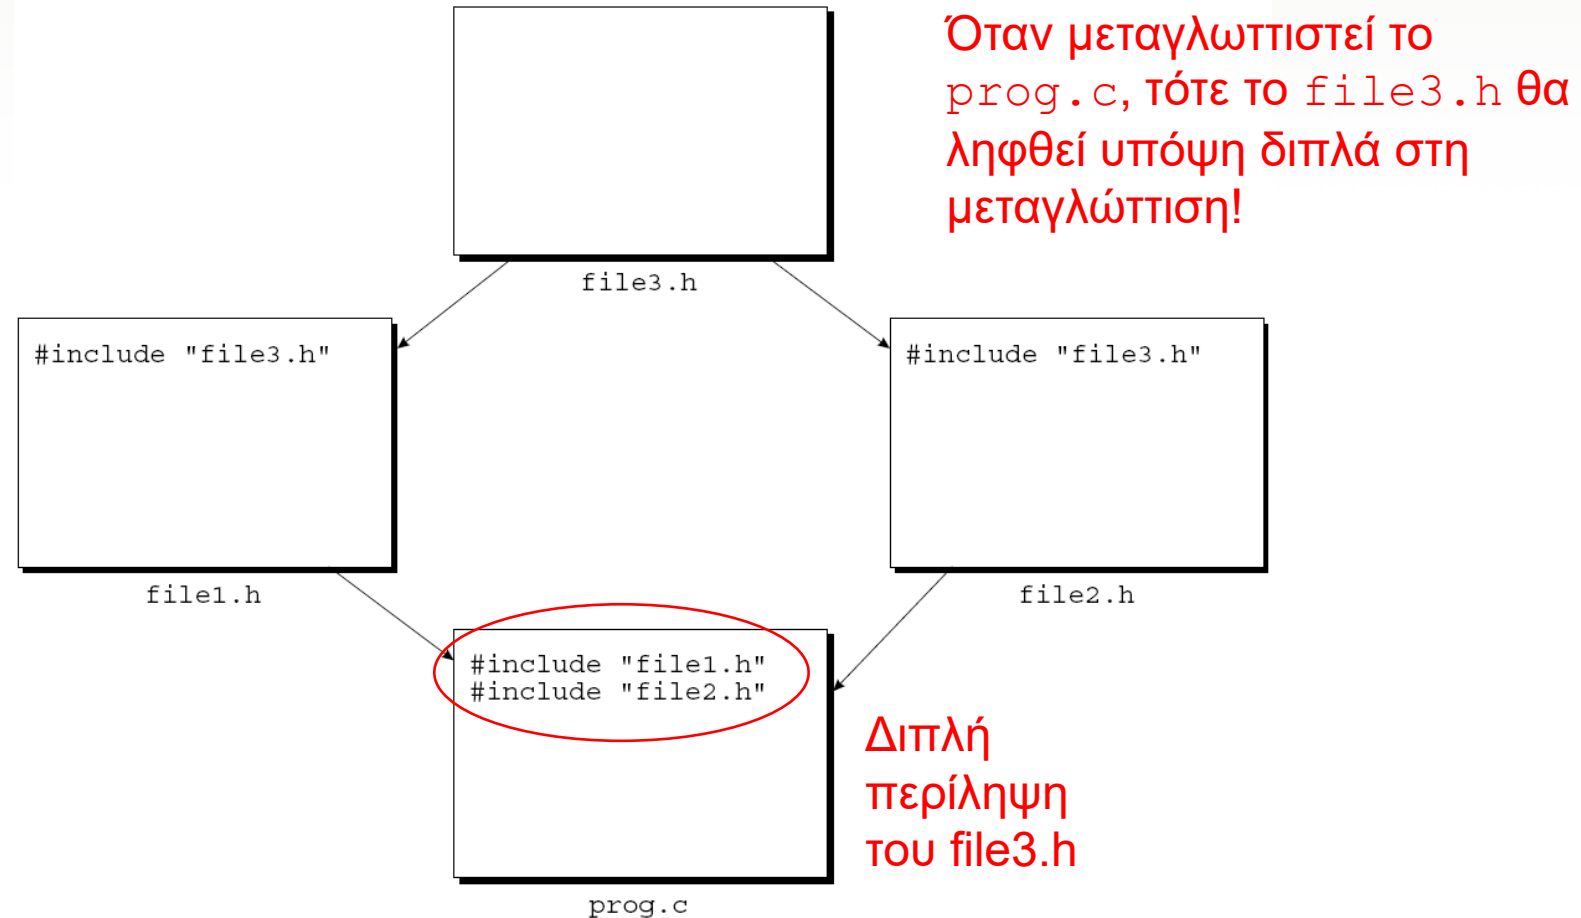 Όταν μεταγλωττιστεί το
prog.c, τότε το file3.h θα
ληφθεί υπόψη διπλά στη
μεταγλώττιση!
file3.h
#include "file3.h"
#include "file3.h"
file1.h
file2.h
#include "file1.h"
#include "file2.h"
Διπλή
περίληψη
του file3.h
prog.c